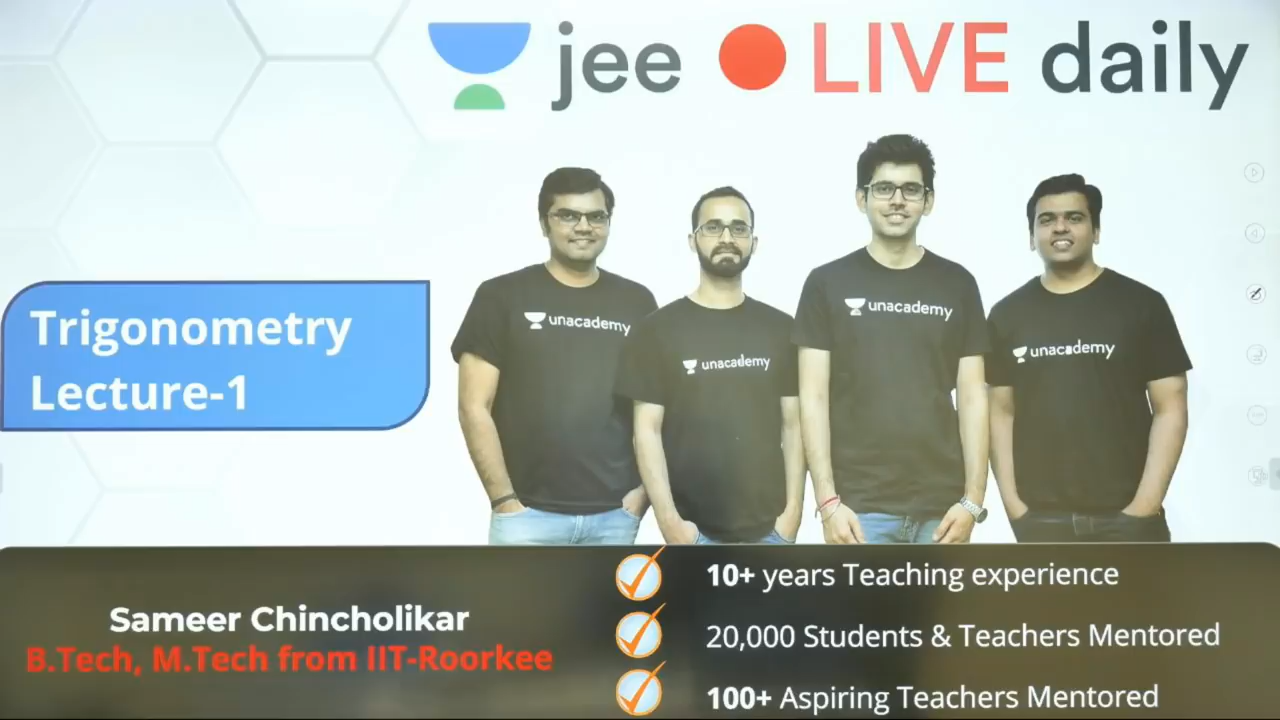 jee LIVE daily
unacademy
unacademy
unacademy
unacademy
Trigonometry
Lecture-1
Sameer Chincholikar
B.Tech, M.Tech from IIT-Roorkee
10+ years Teaching experience
20,000 Students & Teachers Mentored
100+ Aspiring Teachers Mentored